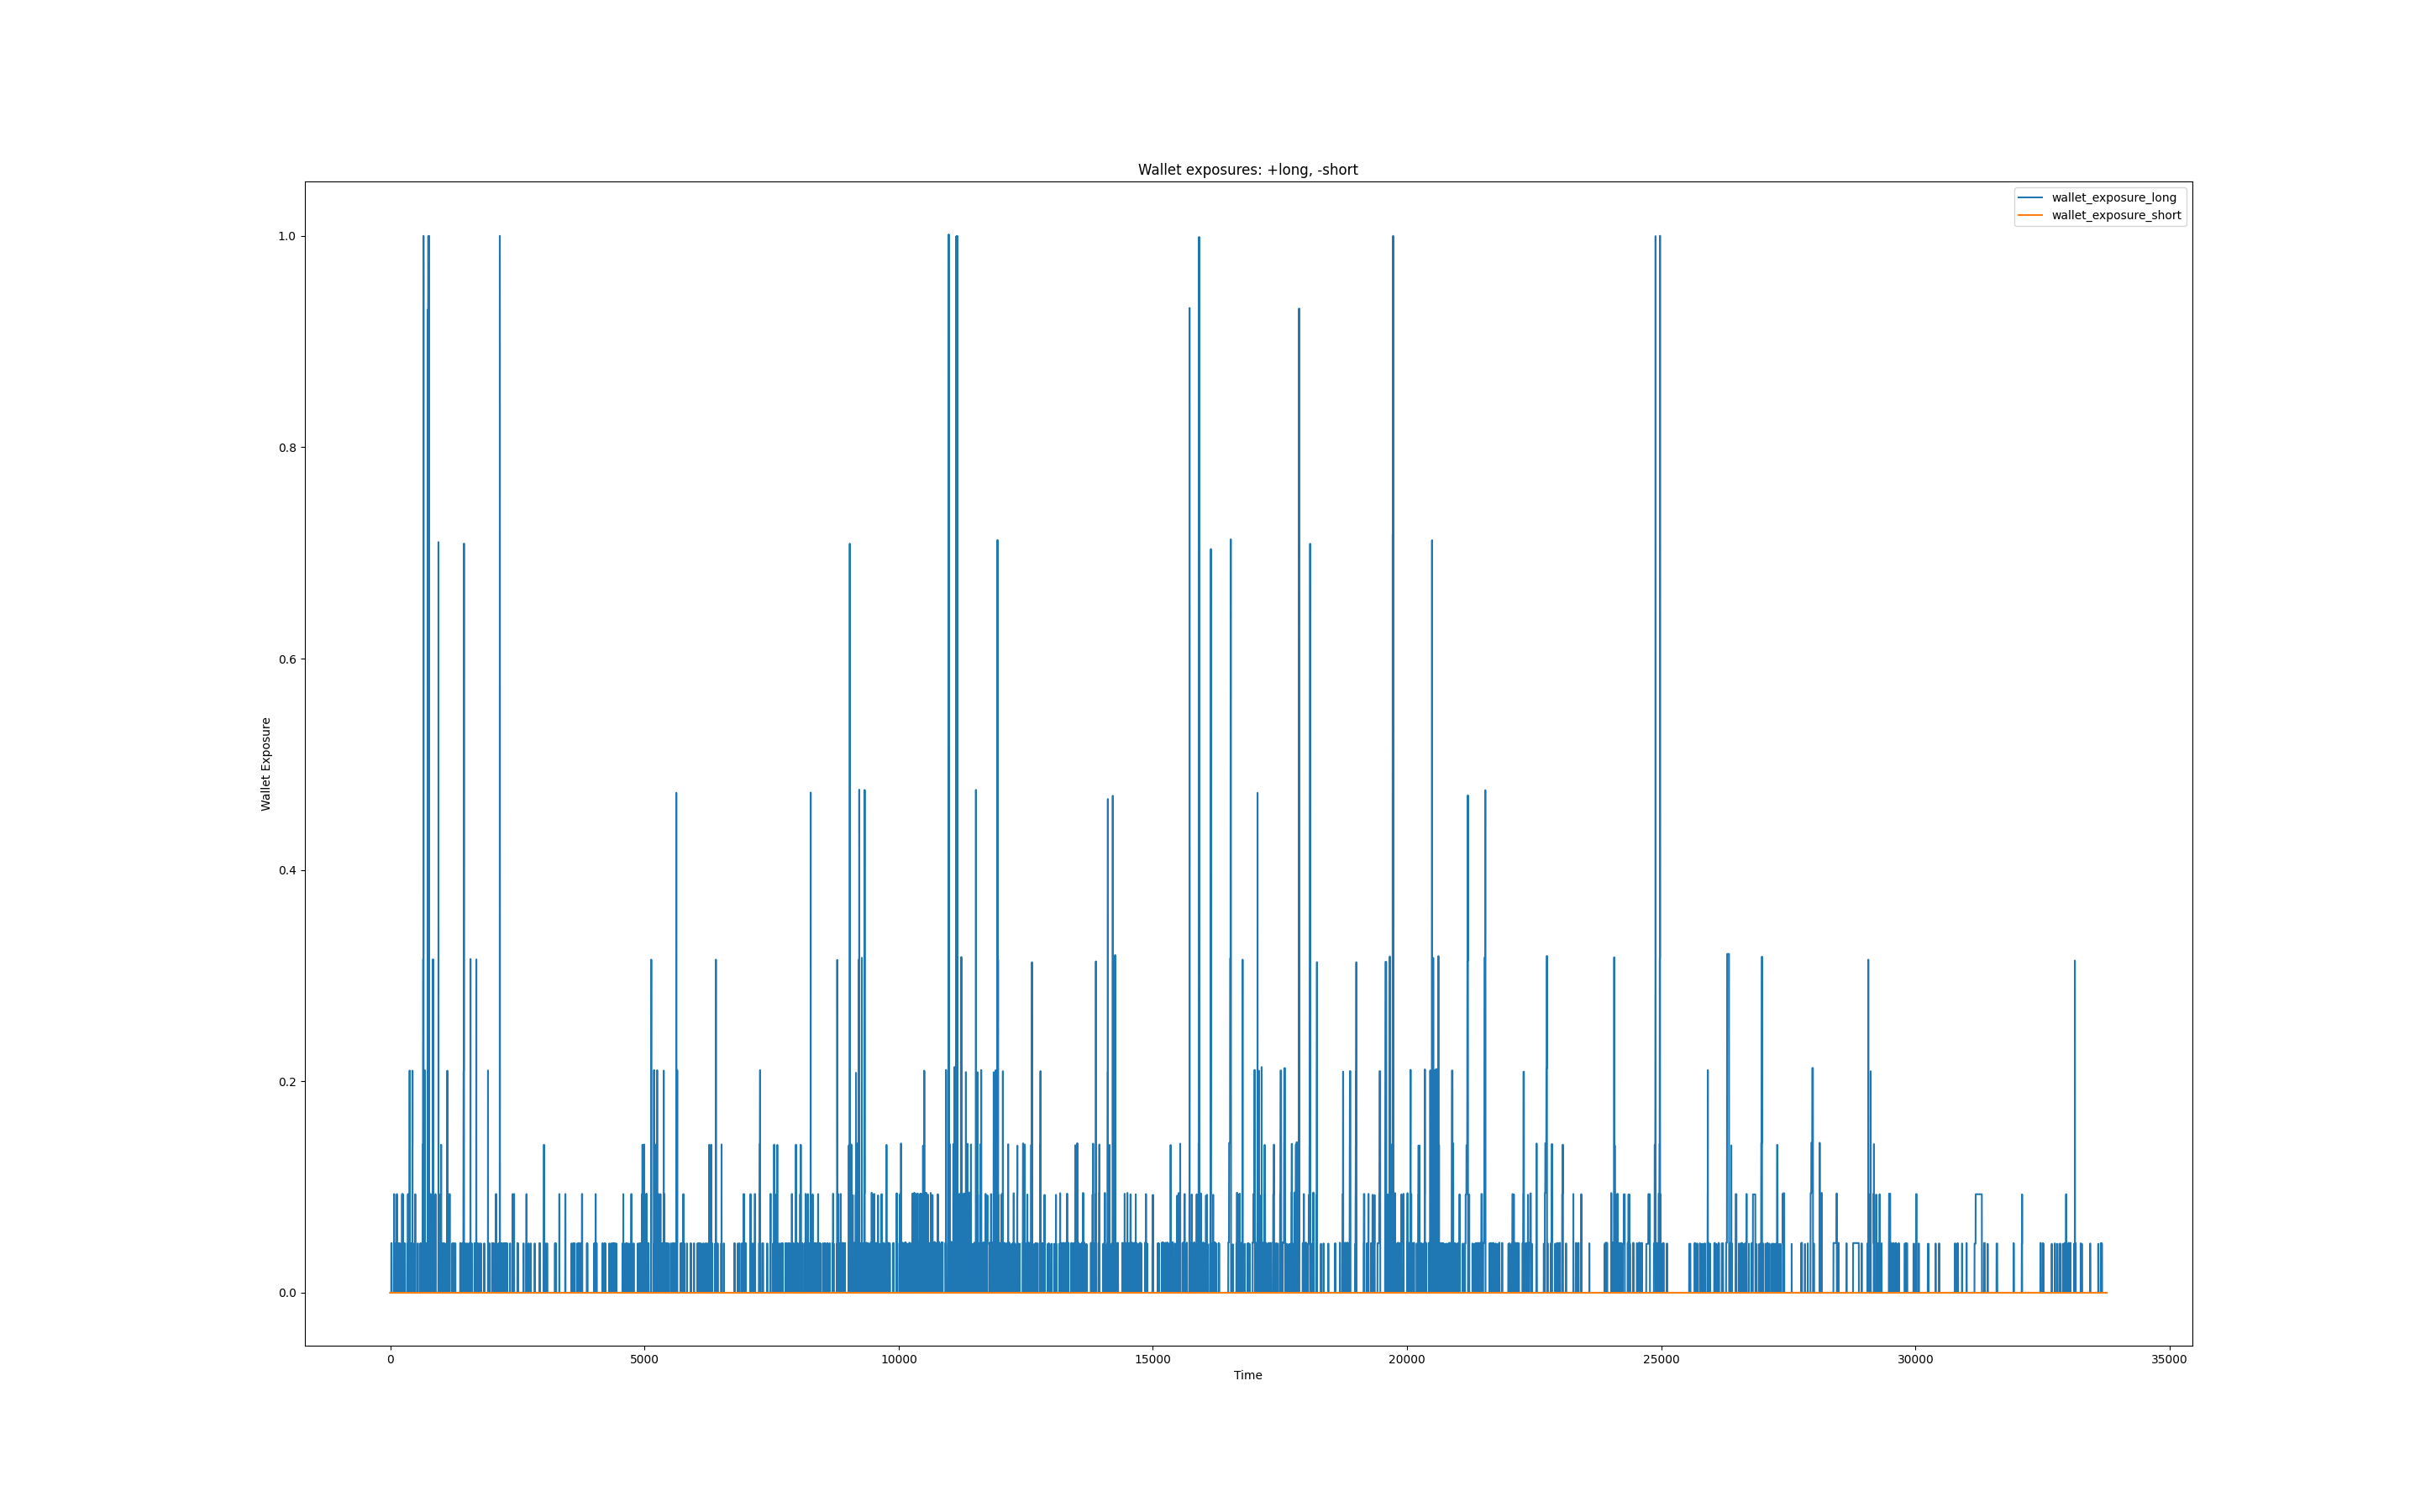 Wallet exposures: +long, -short
wallet_exposure_long
wallet_exposure_short
1.0
0.8
0.6
0.4
0.2
0.0
Wallet Exposure
0 5000 10000 15000 20000 25000 30000 35000
Time